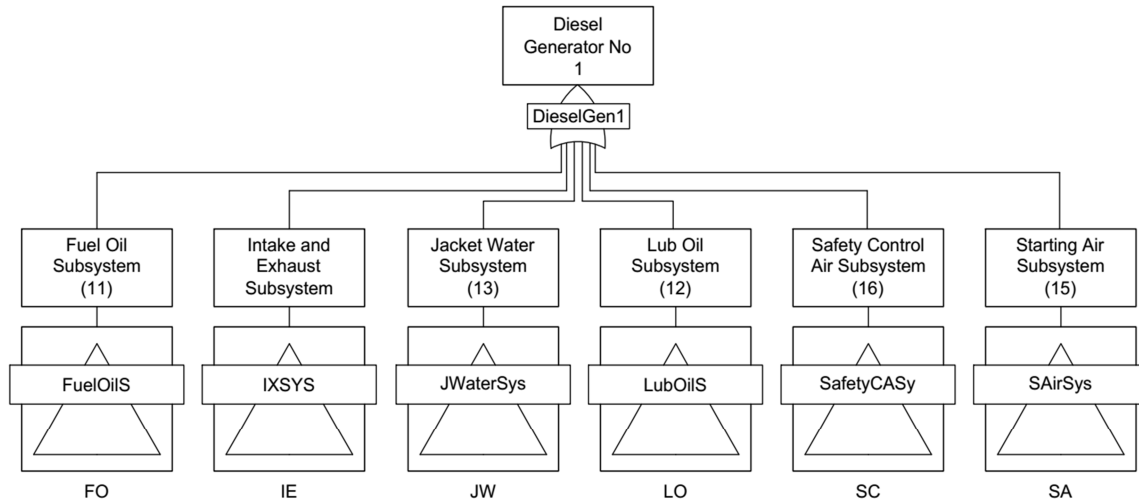 Diesel
Generator No
1
DieselGen1
Fuel Oil
Subsystem
(11)
Intake and
Exhaust
Subsystem
Jacket Water
Subsystem
(13)
Lub Oil
Subsystem
(12)
Safety Control
Air Subsystem
(16)
Starting Air
Subsystem
(15)
FuelOilS
IXSYS
JWaterSys
LubOilS
SafetyCASy
SAirSys
FO
IE
JW
LO
SC
SA